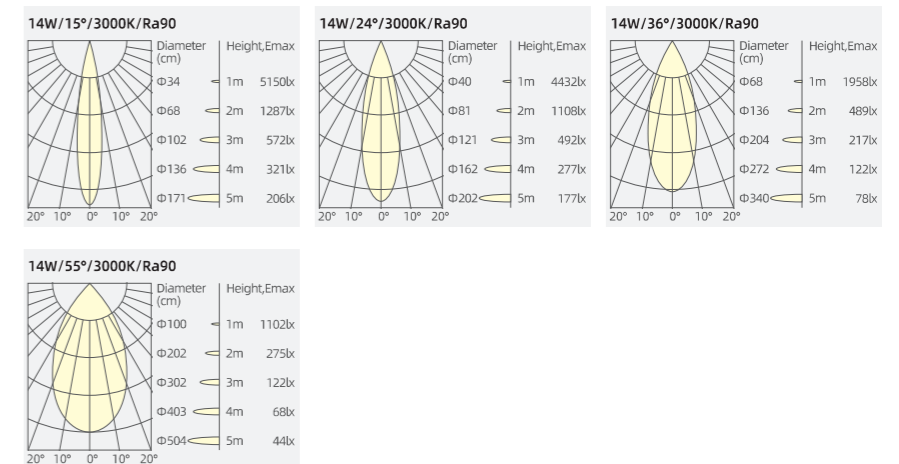 14W/15°/3000K/Ra90
Diameter Height,Emax
(cm)
Φ34 1m 5150lx
Φ68 2m 1287lx
Φ102 3m 572lx
Φ136 4m 321lx
Φ171 5m 206lx
20° 10° 0° 10° 20°
14W/24°/3000K/Ra90
Diameter Height,Emax
(cm)
Φ40 1m 4432lx
Φ81 2m 1108lx
Φ121 3m 492lx
Φ162 4m 277lx
Φ202 5m 177lx
20° 10° 0° 10° 20°
14W/36°/3000K/Ra90
Diameter Height,Emax
(cm)
Φ68 1m 1958lx
Φ136 2m 489lx
Φ204 3m 217lx
Φ272 4m 122lx
Φ340 5m 78lx
20° 10° 0° 10° 20°
14W/55°/3000K/Ra90
Diameter Height,Emax
(cm)
Φ100 1m 1102lx
Φ202 2m 275lx
Φ302 3m 122lx
Φ403 4m 68lx
Φ504 5m 44lx
20° 10° 0° 10° 20°